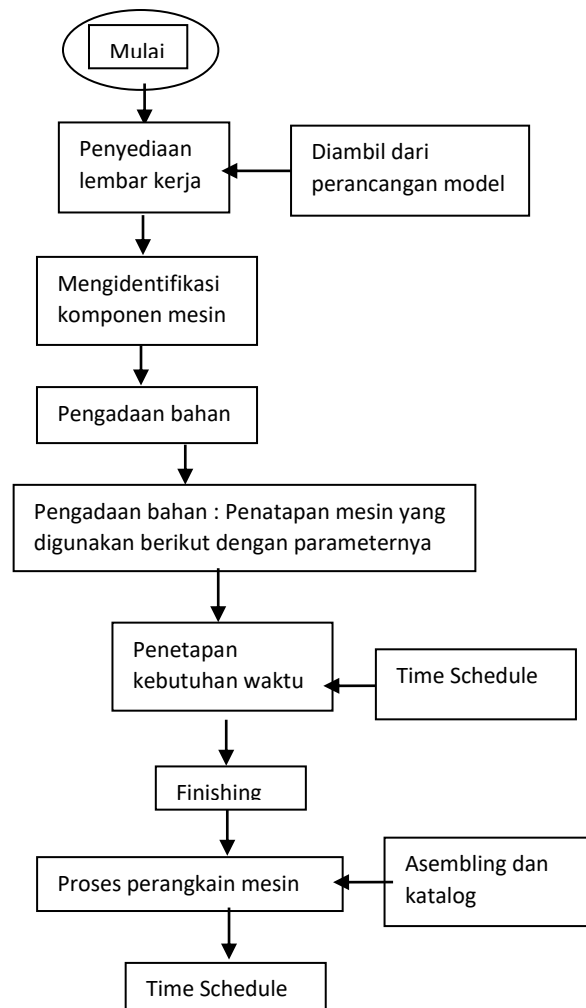 Mulai
Penyediaan
lembar kerja
Diambil dari
perancangan model
Mengidentifikasi
komponen mesin
Pengadaan bahan
Pengadaan bahan : Penatapan mesin yang
digunakan berikut dengan parameternya
Penetapan
kebutuhan waktu
Time Schedule
Finishing
Proses perangkain mesin
Asembling dan
katalog
Time Schedule